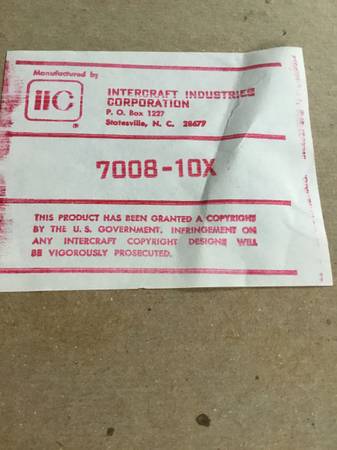 Manufactured by
IIC
®
INTERCRAFT INDUSTRIES
CORPORATION
P. O. Box 1227
Statesville, N. C. 28677
7008-10X
THIS PRODUCT HAS BEEN GRANTED A COPYRIGHT
BY THE U. S. GOVERNMENT. INFRINGEMENT ON
ANY INTERCRAFT COPYRIGHT DESIGNS WILL
BE VIGOROUSLY PROSECUTED.